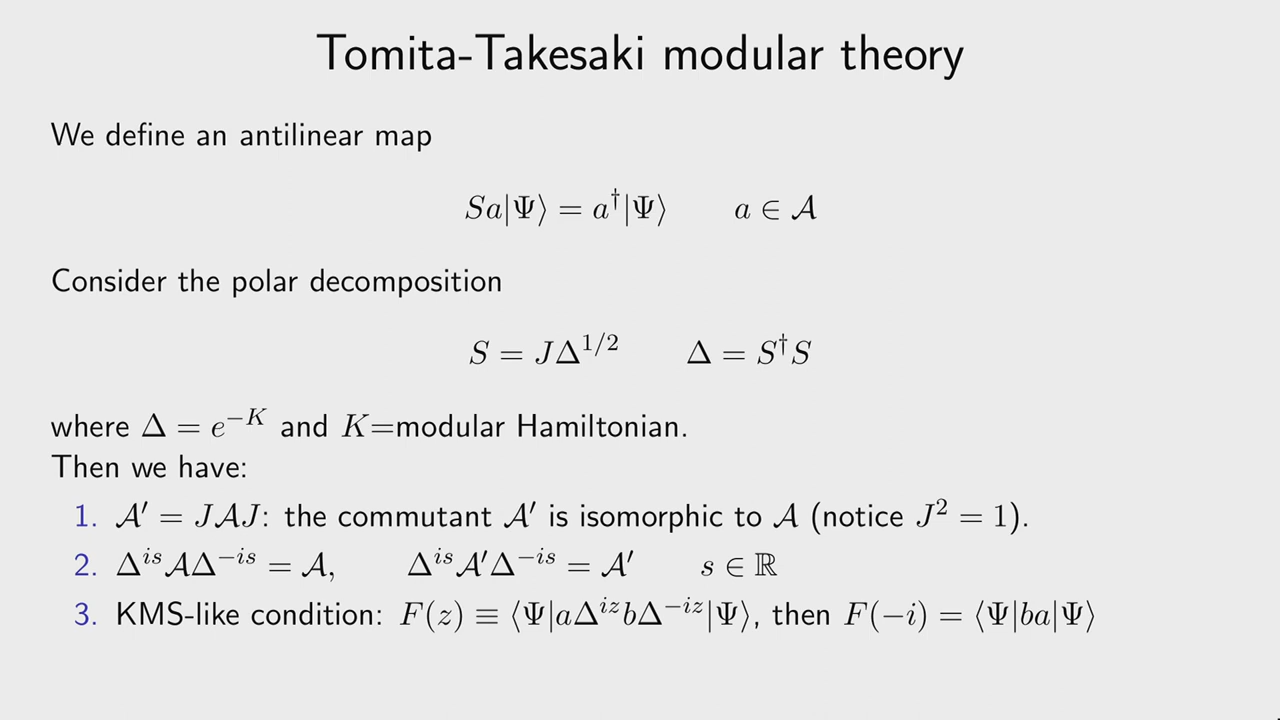 Tomita-Takesaki modular theory
We define an antilinear map
Sa|Ψ⟩ = a†|Ψ⟩ a ∈ 𝒜
Consider the polar decomposition
S = JΔ^{1/2} Δ = S†S
where Δ = e^{−K} and K=modular Hamiltonian.
Then we have:
1. 𝒜′ = J𝒜J: the commutant 𝒜′ is isomorphic to 𝒜 (notice J² = 1).
2. Δ^{is}𝒜Δ^{−is} = 𝒜, Δ^{is}𝒜′Δ^{−is} = 𝒜′ s ∈ ℝ
3. KMS-like condition: F(z) ≡ ⟨Ψ|aΔ^{iz}bΔ^{−iz}|Ψ⟩, then F(−i) = ⟨Ψ|ba|Ψ⟩